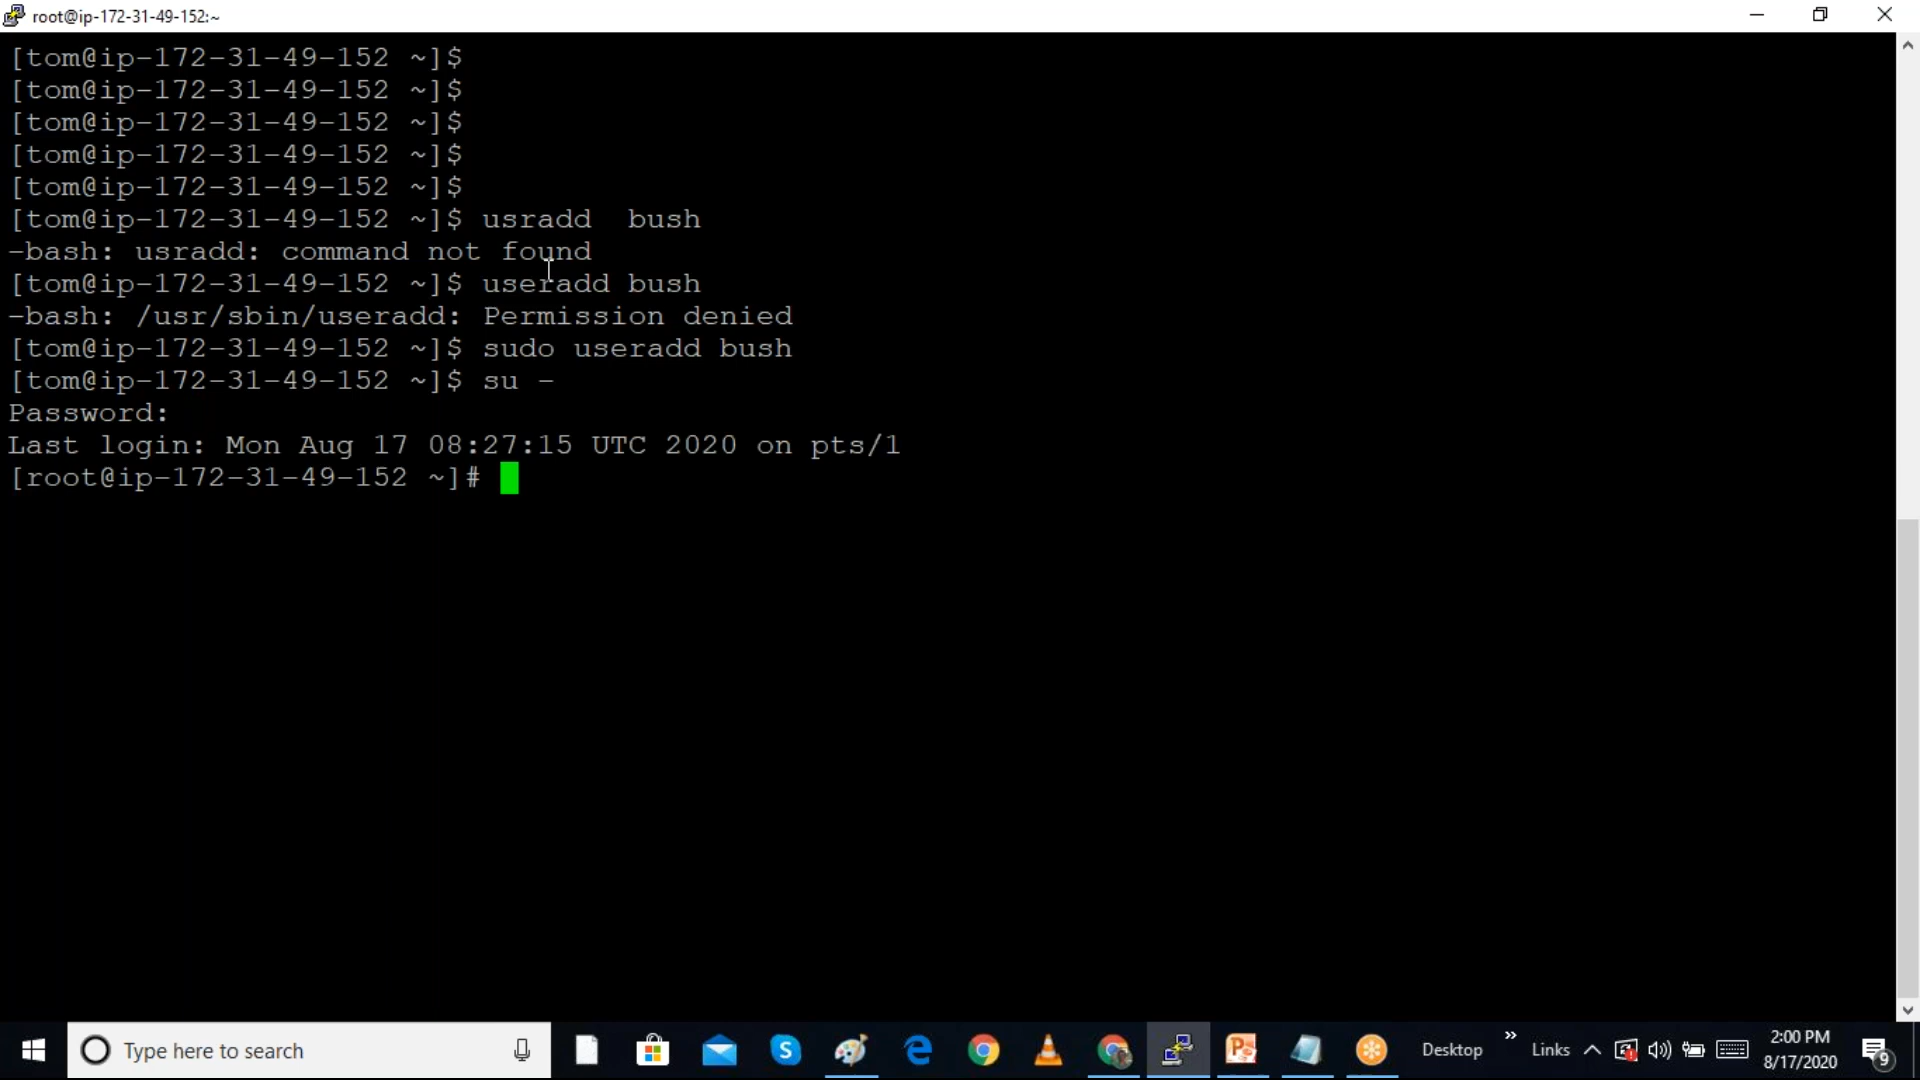 root@ip-172-31-49-152:~
[tom@ip-172-31-49-152 ~]$
[tom@ip-172-31-49-152 ~]$
[tom@ip-172-31-49-152 ~]$
[tom@ip-172-31-49-152 ~]$
[tom@ip-172-31-49-152 ~]$
[tom@ip-172-31-49-152 ~]$ usradd  bush
-bash: usradd: command not found
[tom@ip-172-31-49-152 ~]$ useradd bush
-bash: /usr/sbin/useradd: Permission denied
[tom@ip-172-31-49-152 ~]$ sudo useradd bush
[tom@ip-172-31-49-152 ~]$ su -
Password:
Last login: Mon Aug 17 08:27:15 UTC 2020 on pts/1
[root@ip-172-31-49-152 ~]#
Type here to search
Desktop
Links
2:00 PM
8/17/2020
9